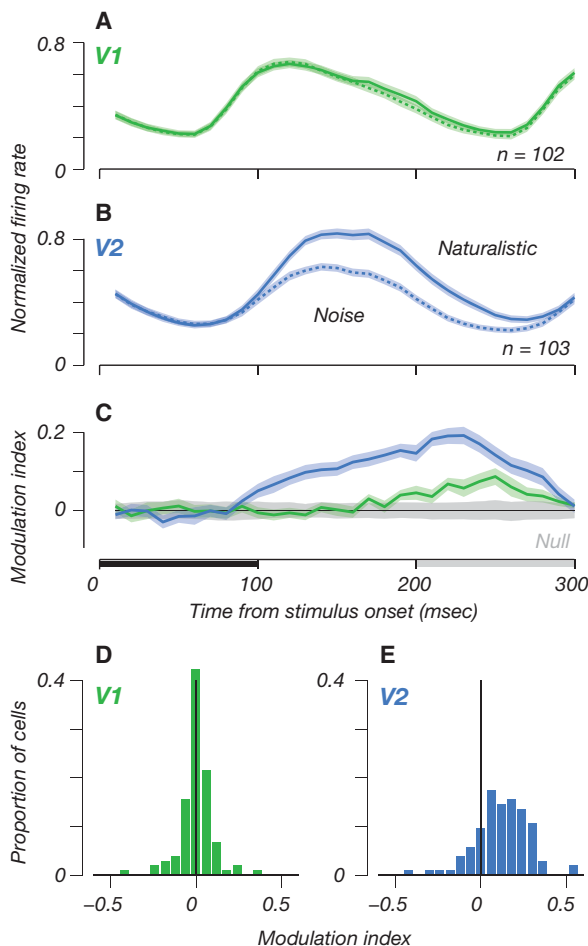 A
V1
0.8
0
n = 102
Normalized firing rate
B
V2
0.8
0
Naturalistic
Noise
n = 103
C
Modulation index
0.2
0
Null
0
100
200
300
Time from stimulus onset (msec)
D
V1
Proportion of cells
0.4
0
−0.5
0
0.5
E
V2
0.4
0
−0.5
0
0.5
Modulation index